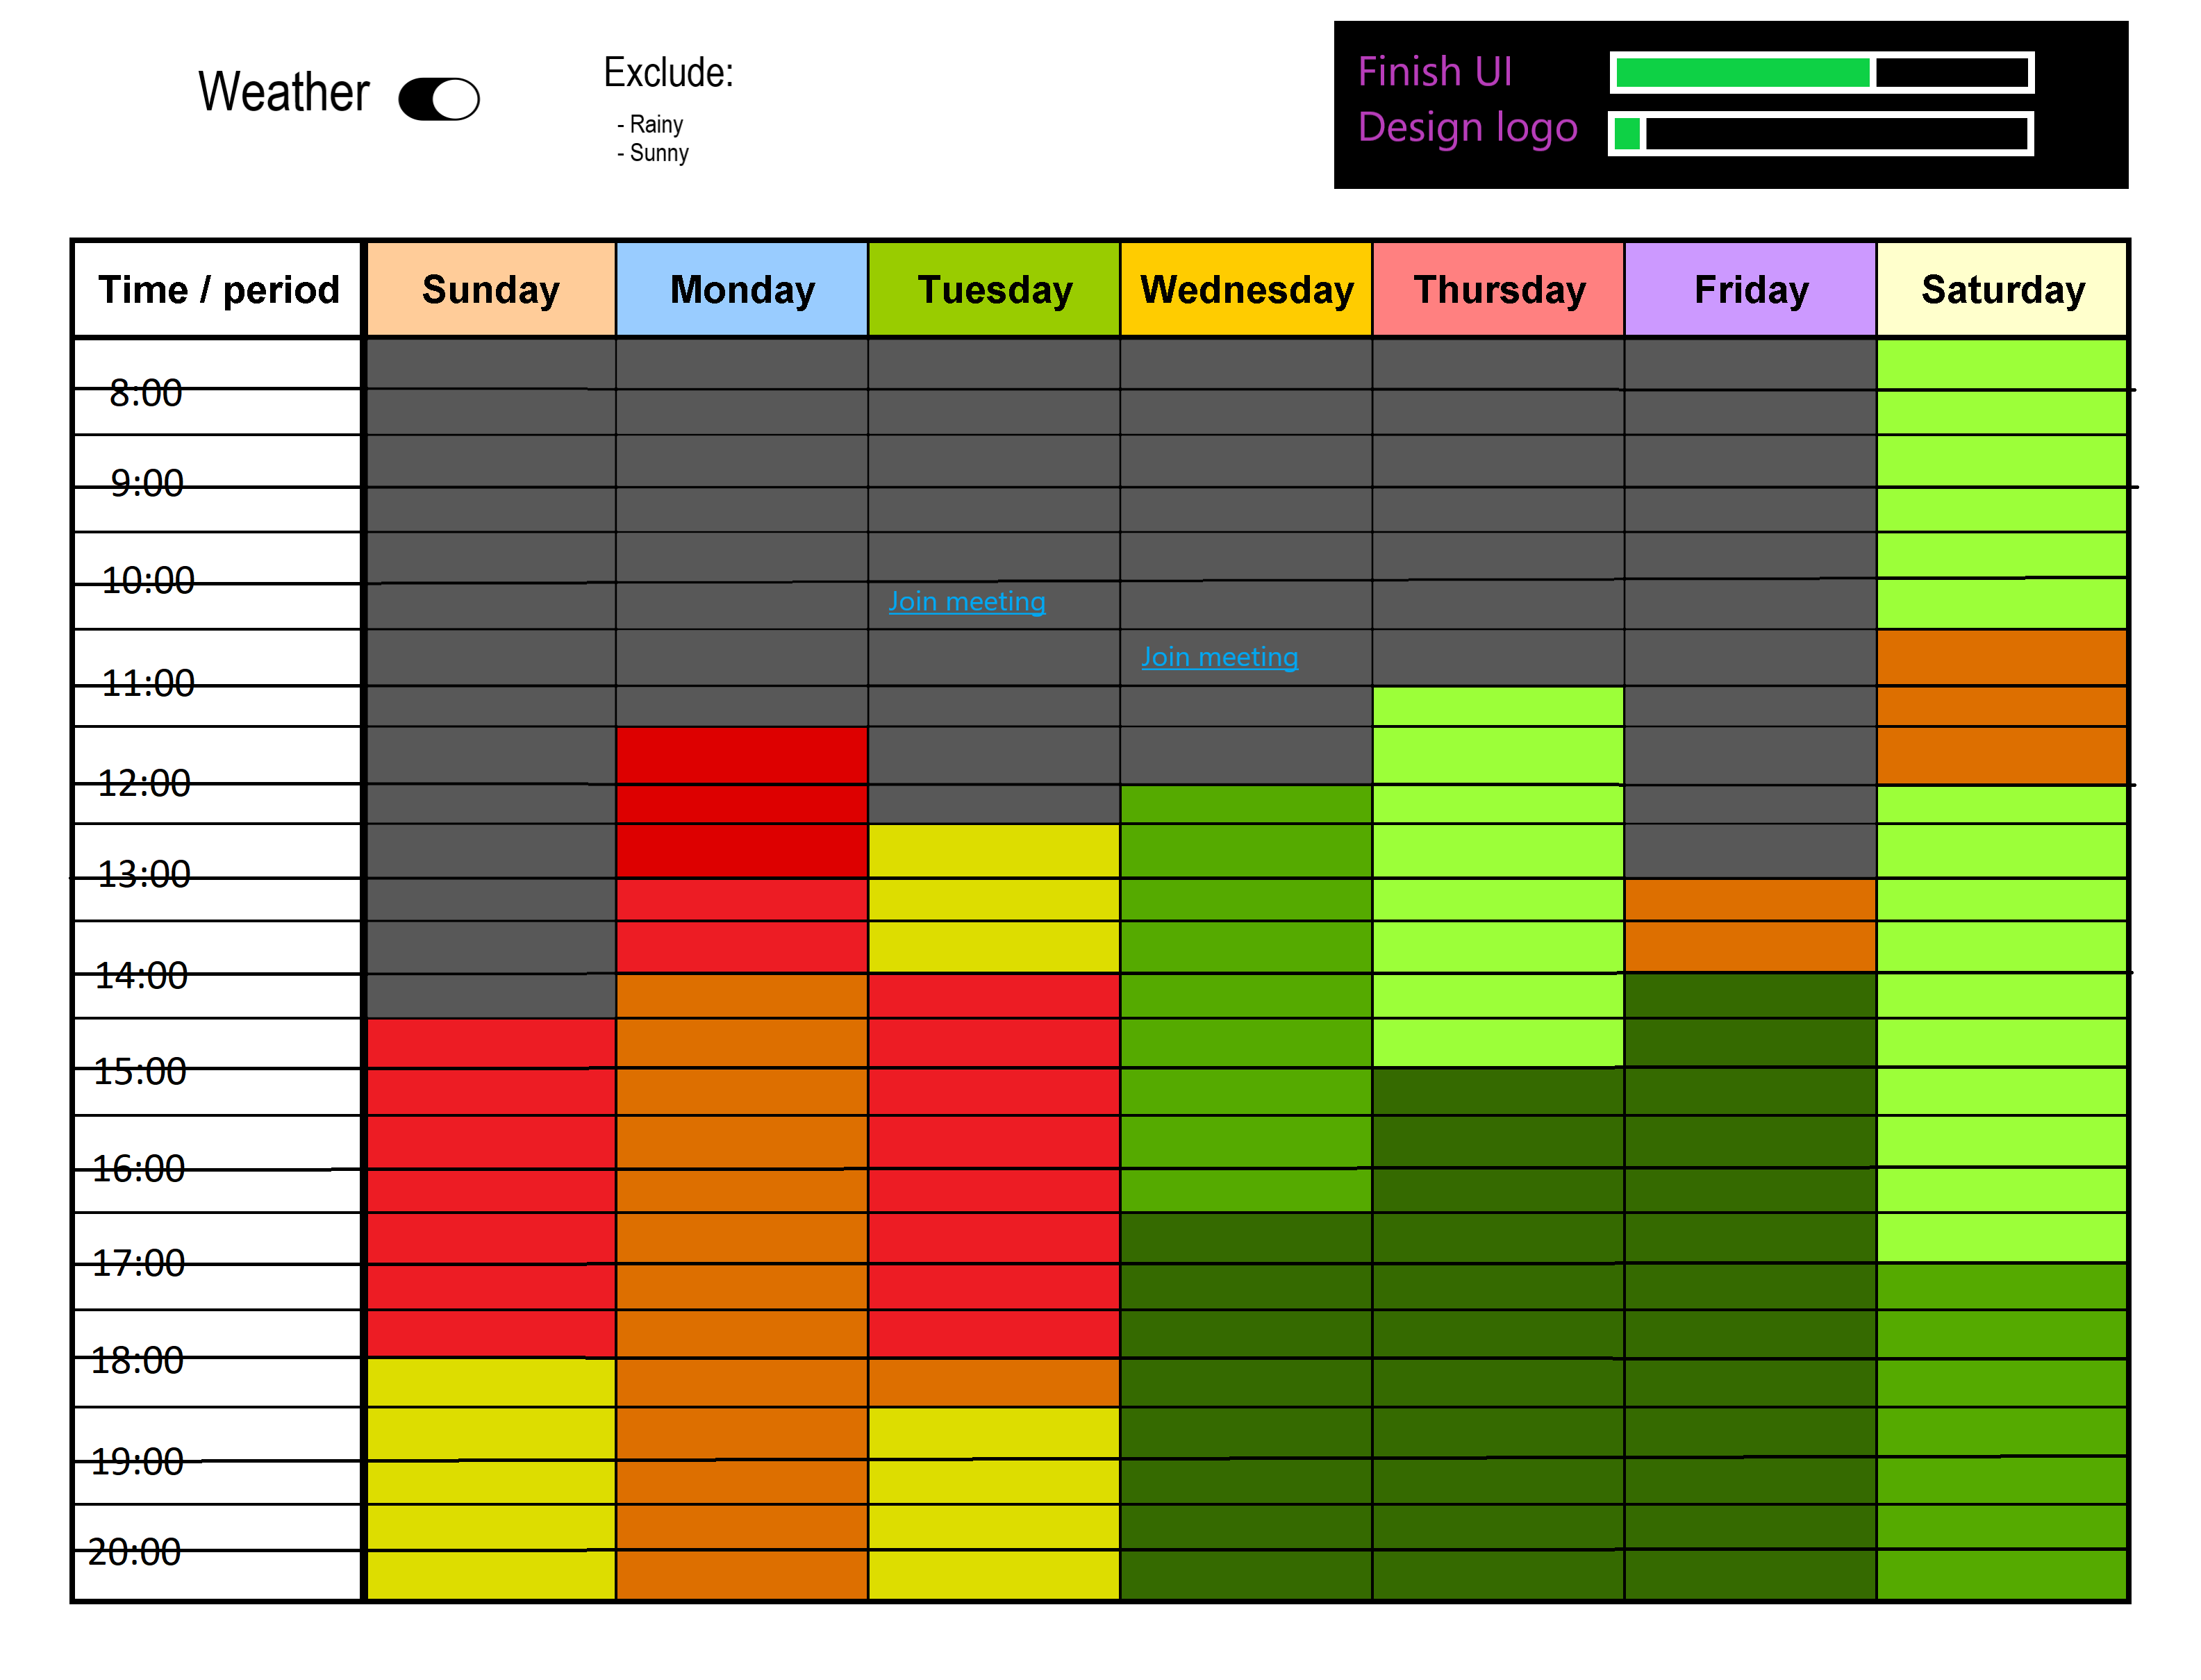 Weather
Exclude:
- Rainy
- Sunny
Finish UI
Design logo
Time / period Sunday Monday Tuesday Wednesday Thursday Friday Saturday
8:00
9:00
10:00
Join meeting
Join meeting
11:00
12:00
13:00
14:00
15:00
16:00
17:00
18:00
19:00
20:00